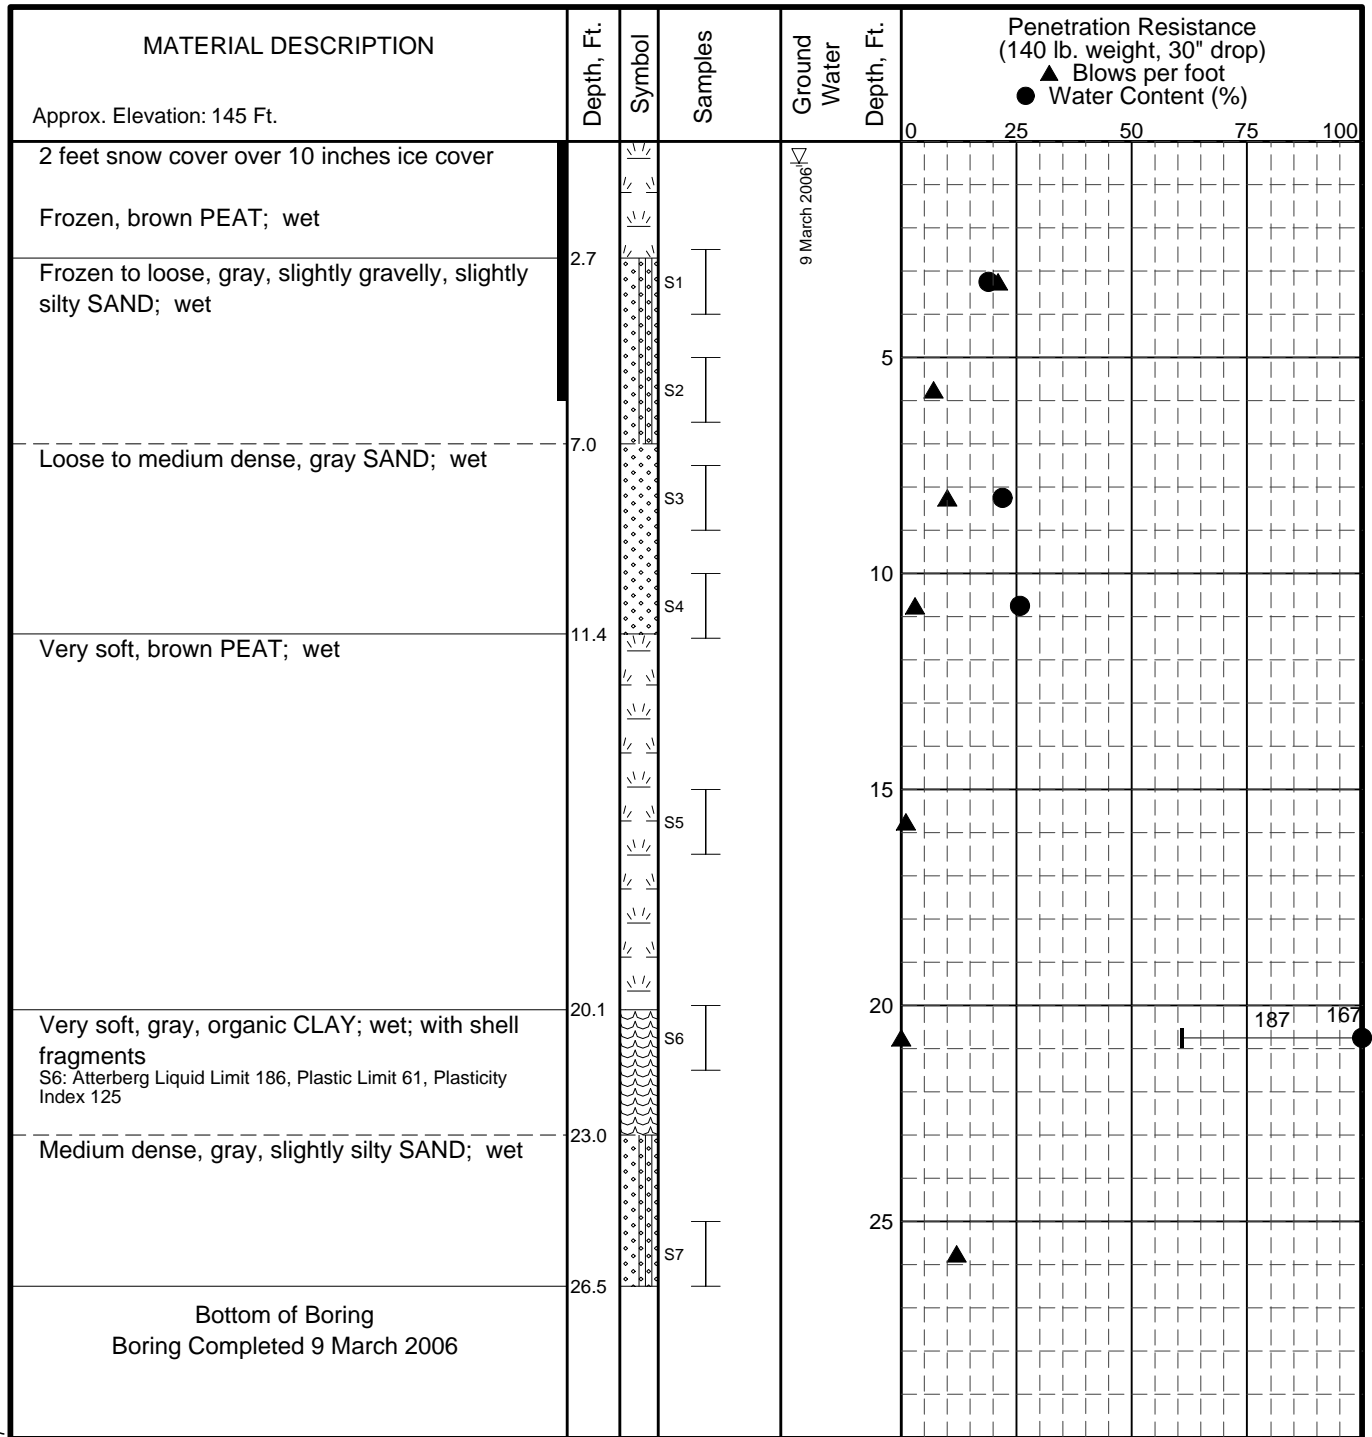 MATERIAL DESCRIPTION
Approx. Elevation: 145 Ft.
Depth, Ft.
Symbol
Samples
Ground
Water
Depth, Ft.
Penetration Resistance
(140 lb. weight, 30" drop)
▲ Blows per foot
● Water Content (%)
0 25 50 75 100
2 feet snow cover over 10 inches ice cover
9 March 2006
Frozen, brown PEAT; wet
2.7
Frozen to loose, gray, slightly gravelly, slightly
silty SAND; wet
S1
5
S2
7.0
Loose to medium dense, gray SAND; wet
S3
10
S4
11.4
Very soft, brown PEAT; wet
15
S5
20
20.1
Very soft, gray, organic CLAY; wet; with shell
fragments
S6: Atterberg Liquid Limit 186, Plastic Limit 61, Plasticity
Index 125
S6
187 167
23.0
Medium dense, gray, slightly silty SAND; wet
25
S7
26.5
Bottom of Boring
Boring Completed 9 March 2006